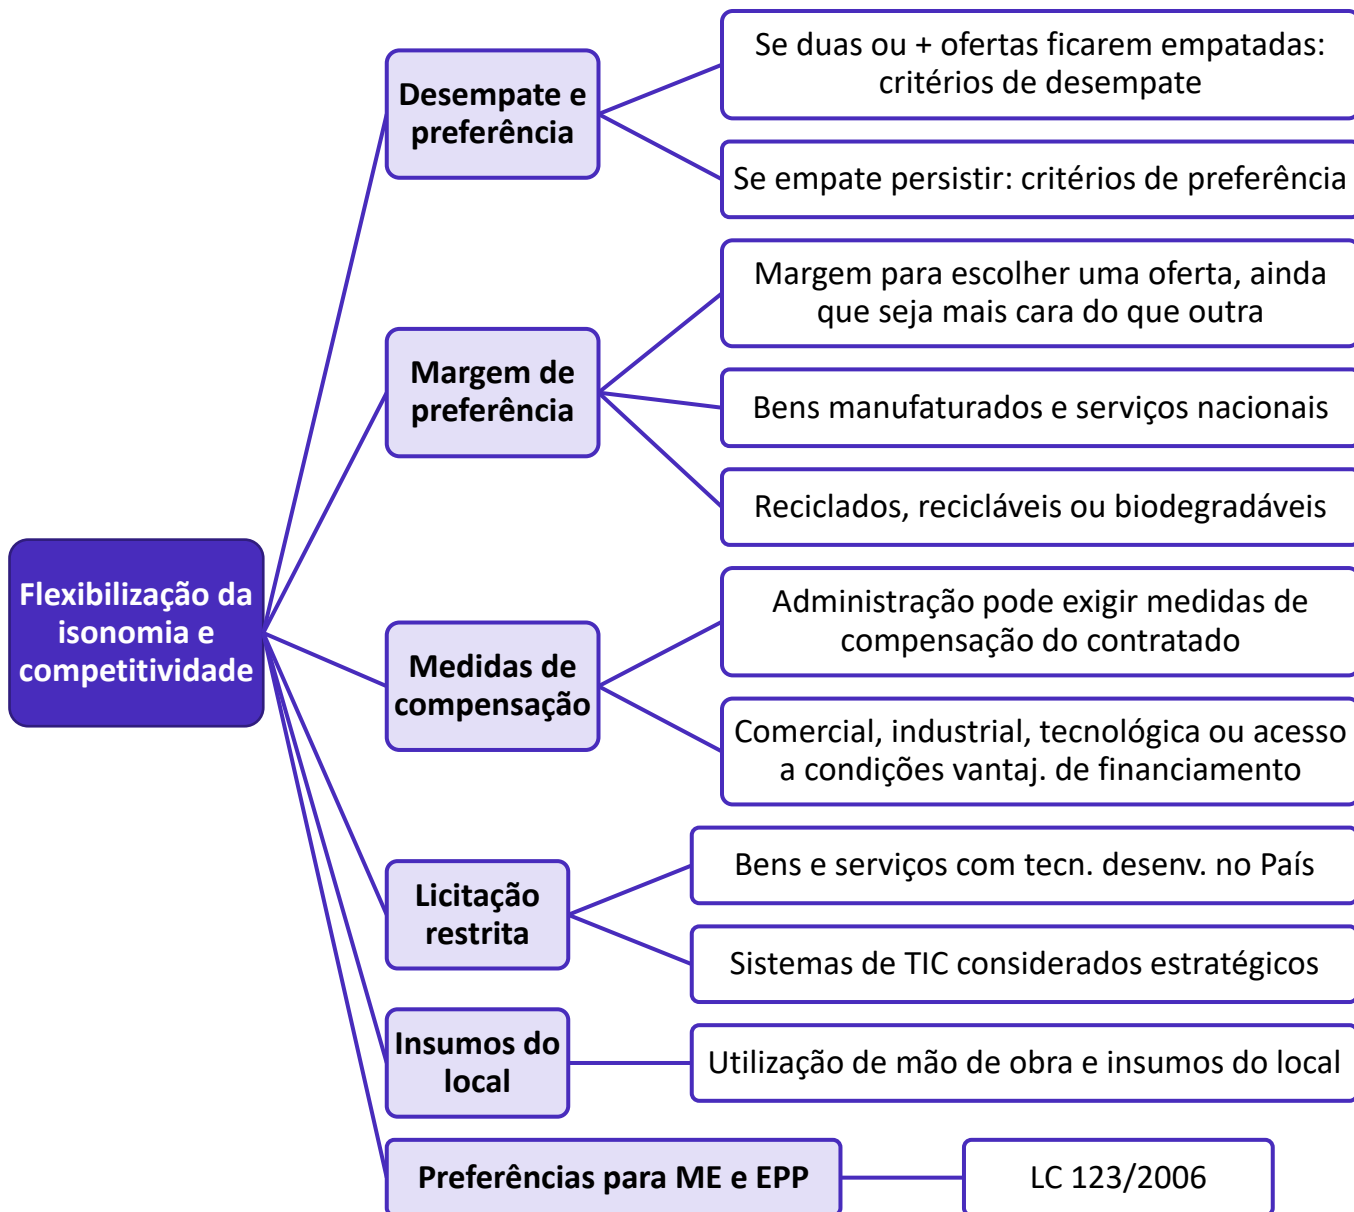 Flexibilização da
isonomia e
competitividade
Desempate e
preferência
Se duas ou + ofertas ficarem empatadas:
critérios de desempate
Se empate persistir: critérios de preferência
Margem de
preferência
Margem para escolher uma oferta, ainda
que seja mais cara do que outra
Bens manufaturados e serviços nacionais
Reciclados, recicláveis ou biodegradáveis
Medidas de
compensação
Administração pode exigir medidas de
compensação do contratado
Comercial, industrial, tecnológica ou acesso
a condições vantaj. de financiamento
Licitação
restrita
Bens e serviços com tecn. desenv. no País
Sistemas de TIC considerados estratégicos
Insumos do
local
Utilização de mão de obra e insumos do local
Preferências para ME e EPP
LC 123/2006